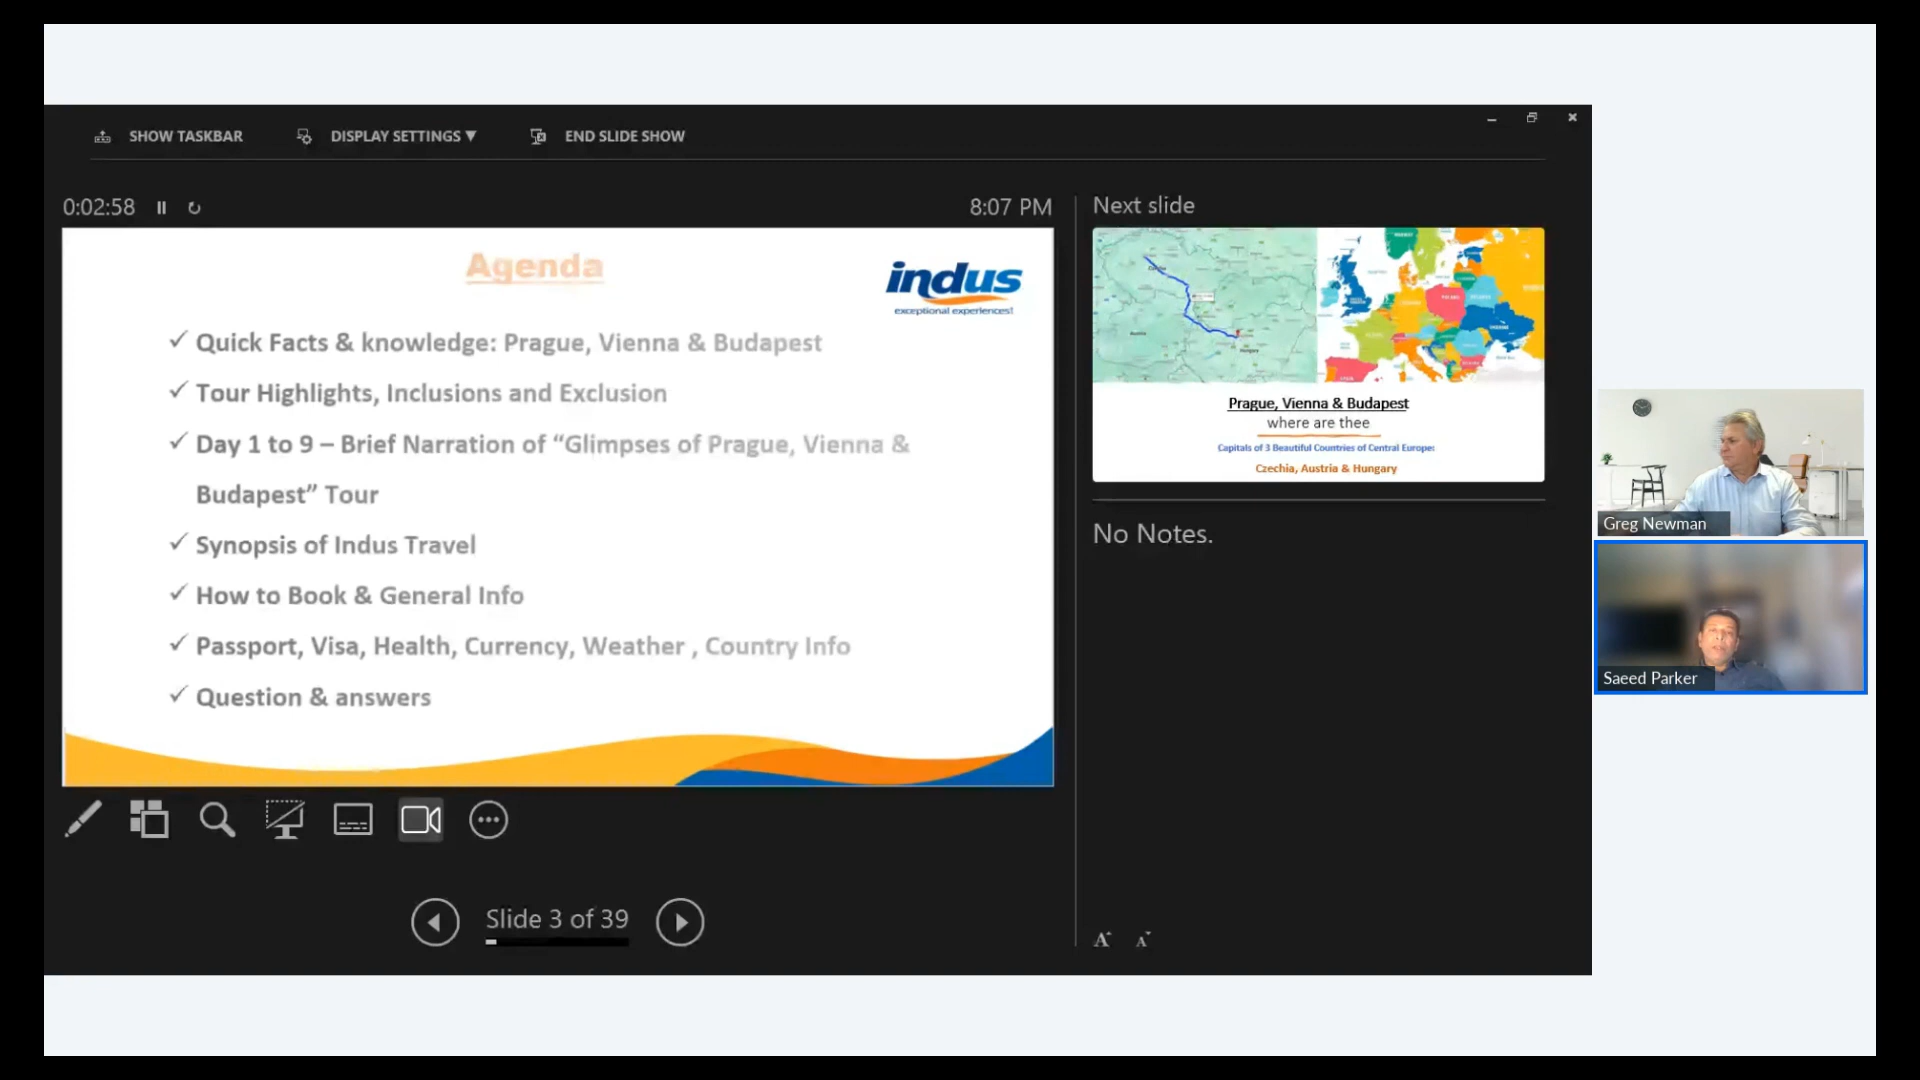 SHOW TASKBAR
DISPLAY SETTINGS ▼
END SLIDE SHOW
0:02:58
8:07 PM
Next slide
Agenda
indus
exceptional experiences!
✓ Quick Facts & knowledge: Prague, Vienna & Budapest
✓ Tour Highlights, Inclusions and Exclusion
✓ Day 1 to 9 – Brief Narration of “Glimpses of Prague, Vienna &
Budapest” Tour
✓ Synopsis of Indus Travel
✓ How to Book & General Info
✓ Passport, Visa, Health, Currency, Weather , Country Info
✓ Question & answers
Prague, Vienna & Budapest
where are thee
Capitals of 3 Beautiful Countries of Central Europe:
Czechia, Austria & Hungary
No Notes.
Greg Newman
Saeed Parker
Slide 3 of 39
A A